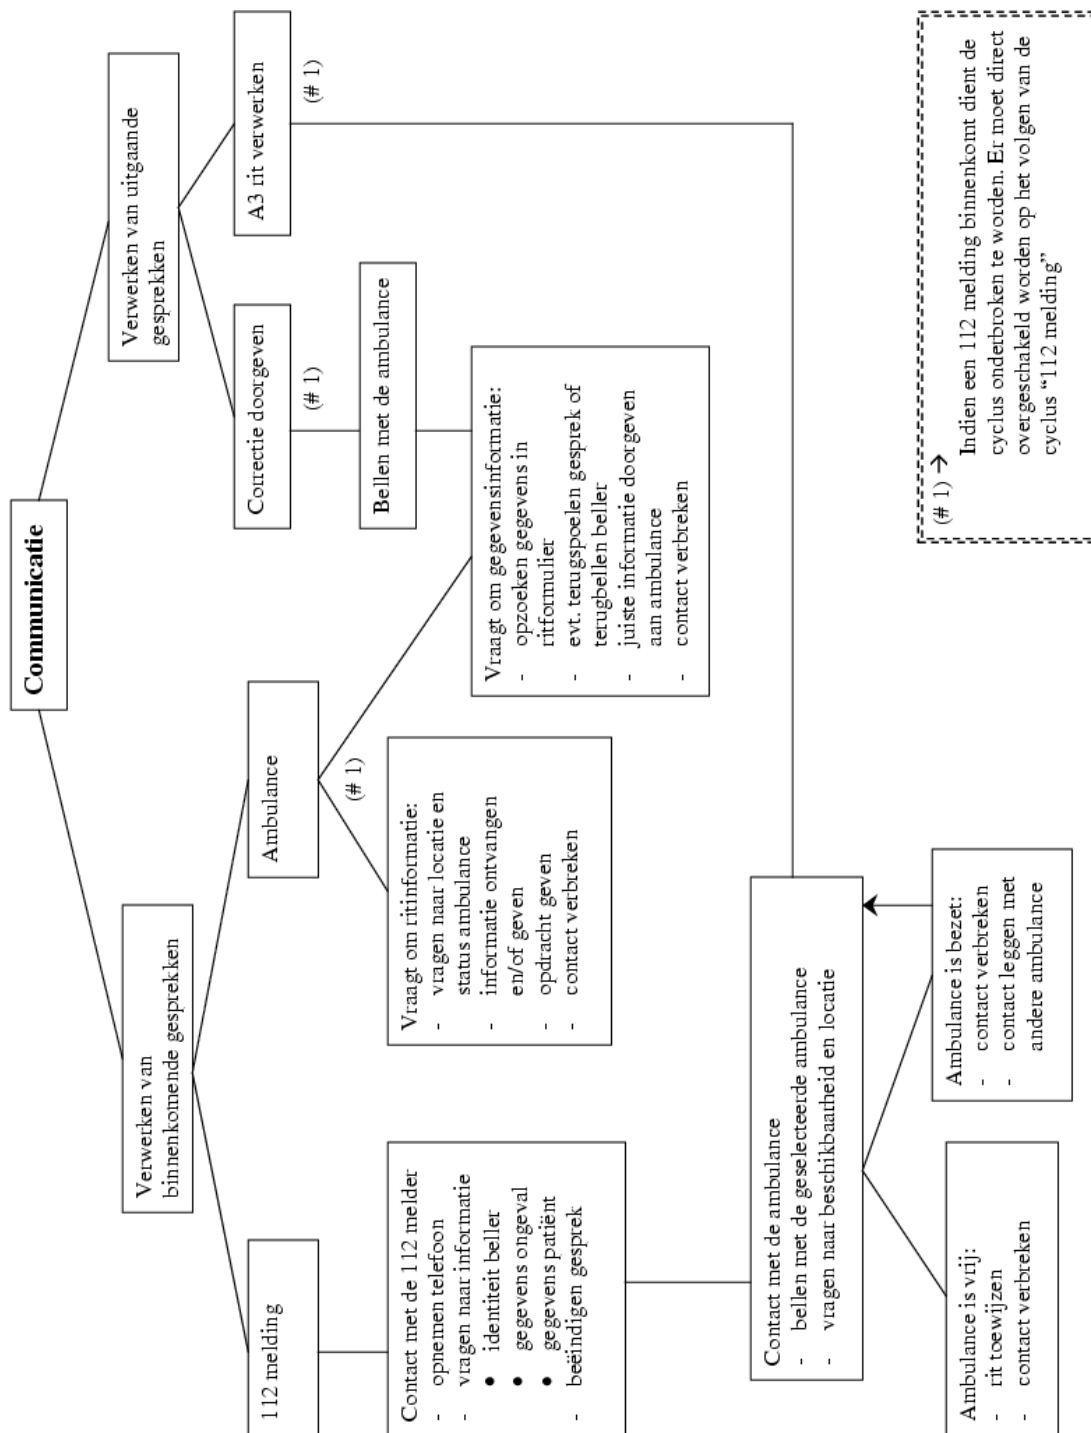 Communicatie
Verwerken van
binnenkomende gesprekken
Verwerken van uitgaande
gesprekken
112 melding
Ambulance
(# 1)
Correctie doorgeven
(# 1)
A3 rit verwerken
(# 1)
Bellen met de ambulance
Contact met de 112 melder
- opnemen telefoon
- vragen naar informatie
• identiteit beller
• gegevens ongeval
• gegevens patiënt
- beëindigen gesprek
Vraagt om ritinformatie:
- vragen naar locatie en
status ambulance
- informatie ontvangen
en/of geven
- opdracht geven
- contact verbreken
Vraagt om gegevensinformatie:
- opzoeken gegevens in
ritformulier
- evt. terugspoelen gesprek of
terugbellen beller
- juiste informatie doorgeven
aan ambulance
- contact verbreken
Contact met de ambulance
- bellen met de geselecteerde ambulance
- vragen naar beschikbaarheid en locatie
Ambulance is vrij:
- rit toewijzen
- contact verbreken
Ambulance is bezet:
- contact verbreken
- contact leggen met
andere ambulance
(# 1) →
Indien een 112 melding binnenkomt dient de
cyclus onderbroken te worden. Er moet direct
overgeschakeld worden op het volgen van de
cyclus “112 melding”